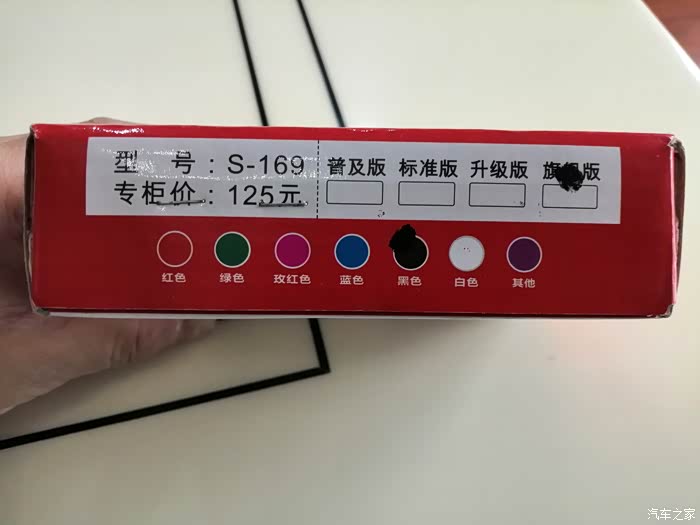 型 号：S-169
专柜价：125元
普及版 标准版 升级版 旗 版
红色 绿色 玫红色 蓝色 黑色 白色 其他
汽车之家